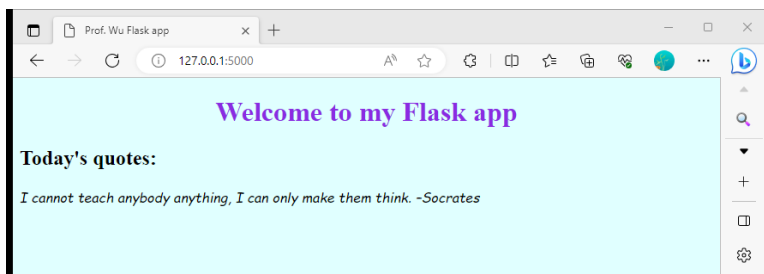 Prof. Wu Flask app
127.0.0.1:5000
Welcome to my Flask app
Today's quotes:
I cannot teach anybody anything, I can only make them think. -Socrates